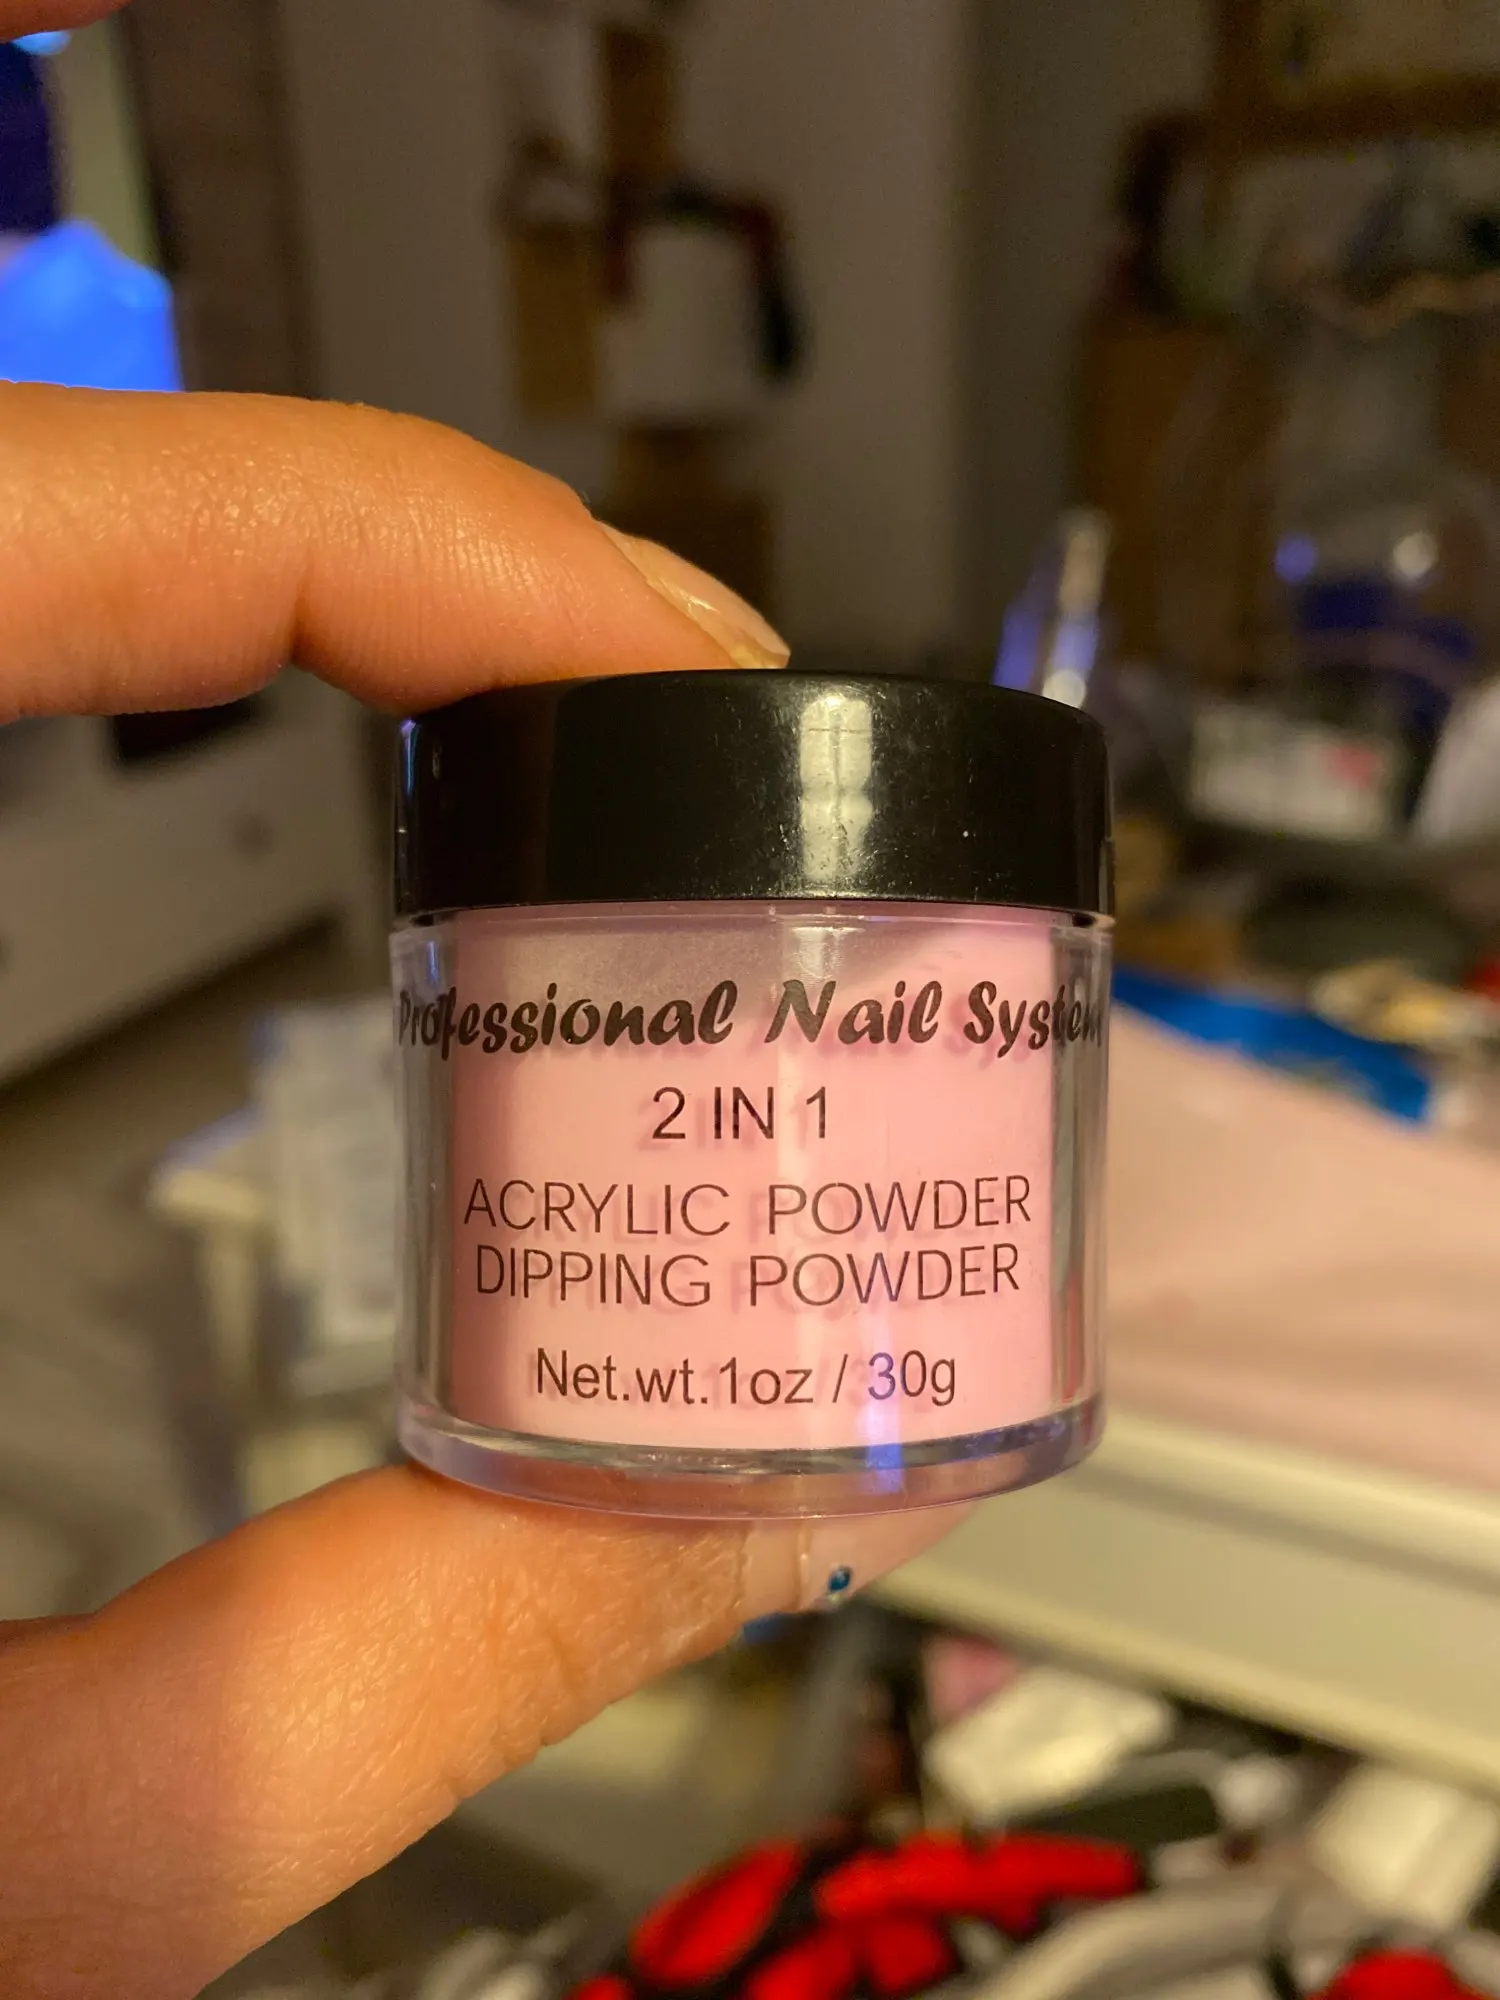 Professional Nail System
2 IN 1
ACRYLIC POWDER
DIPPING POWDER
Net.wt.1oz / 30g